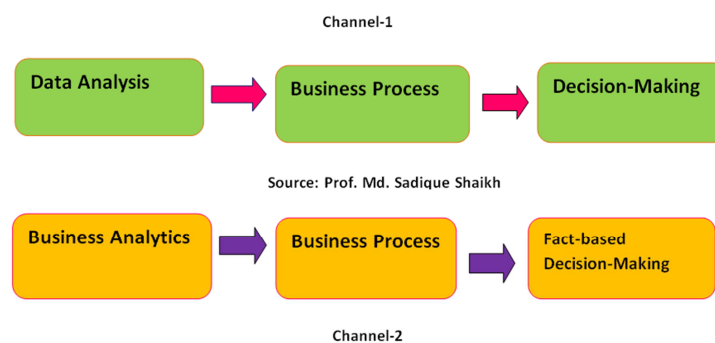 Channel-1
Data Analysis
Business Process
Decision-Making
Source: Prof. Md. Sadique Shaikh
Business Analytics
Business Process
Fact-based
Decision-Making
Channel-2